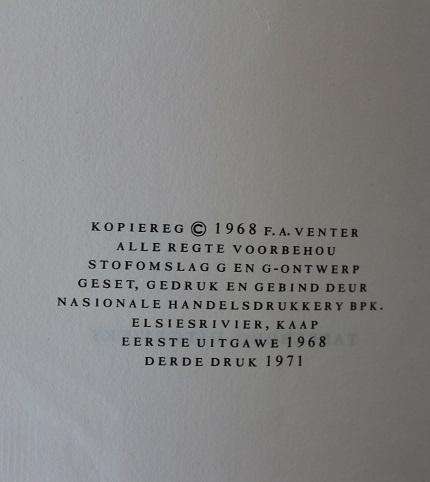 KOPIEREG © 1968 F. A. VENTER
ALLE REGTE VOORBEHOU
STOFOMSLAG G EN G-ONTWERP
GESET, GEDRUK EN GEBIND DEUR
NASIONALE HANDELSDRUKKERY BPK.
ELSIESRIVIER, KAAP
EERSTE UITGAWE 1968
DERDE DRUK 1971